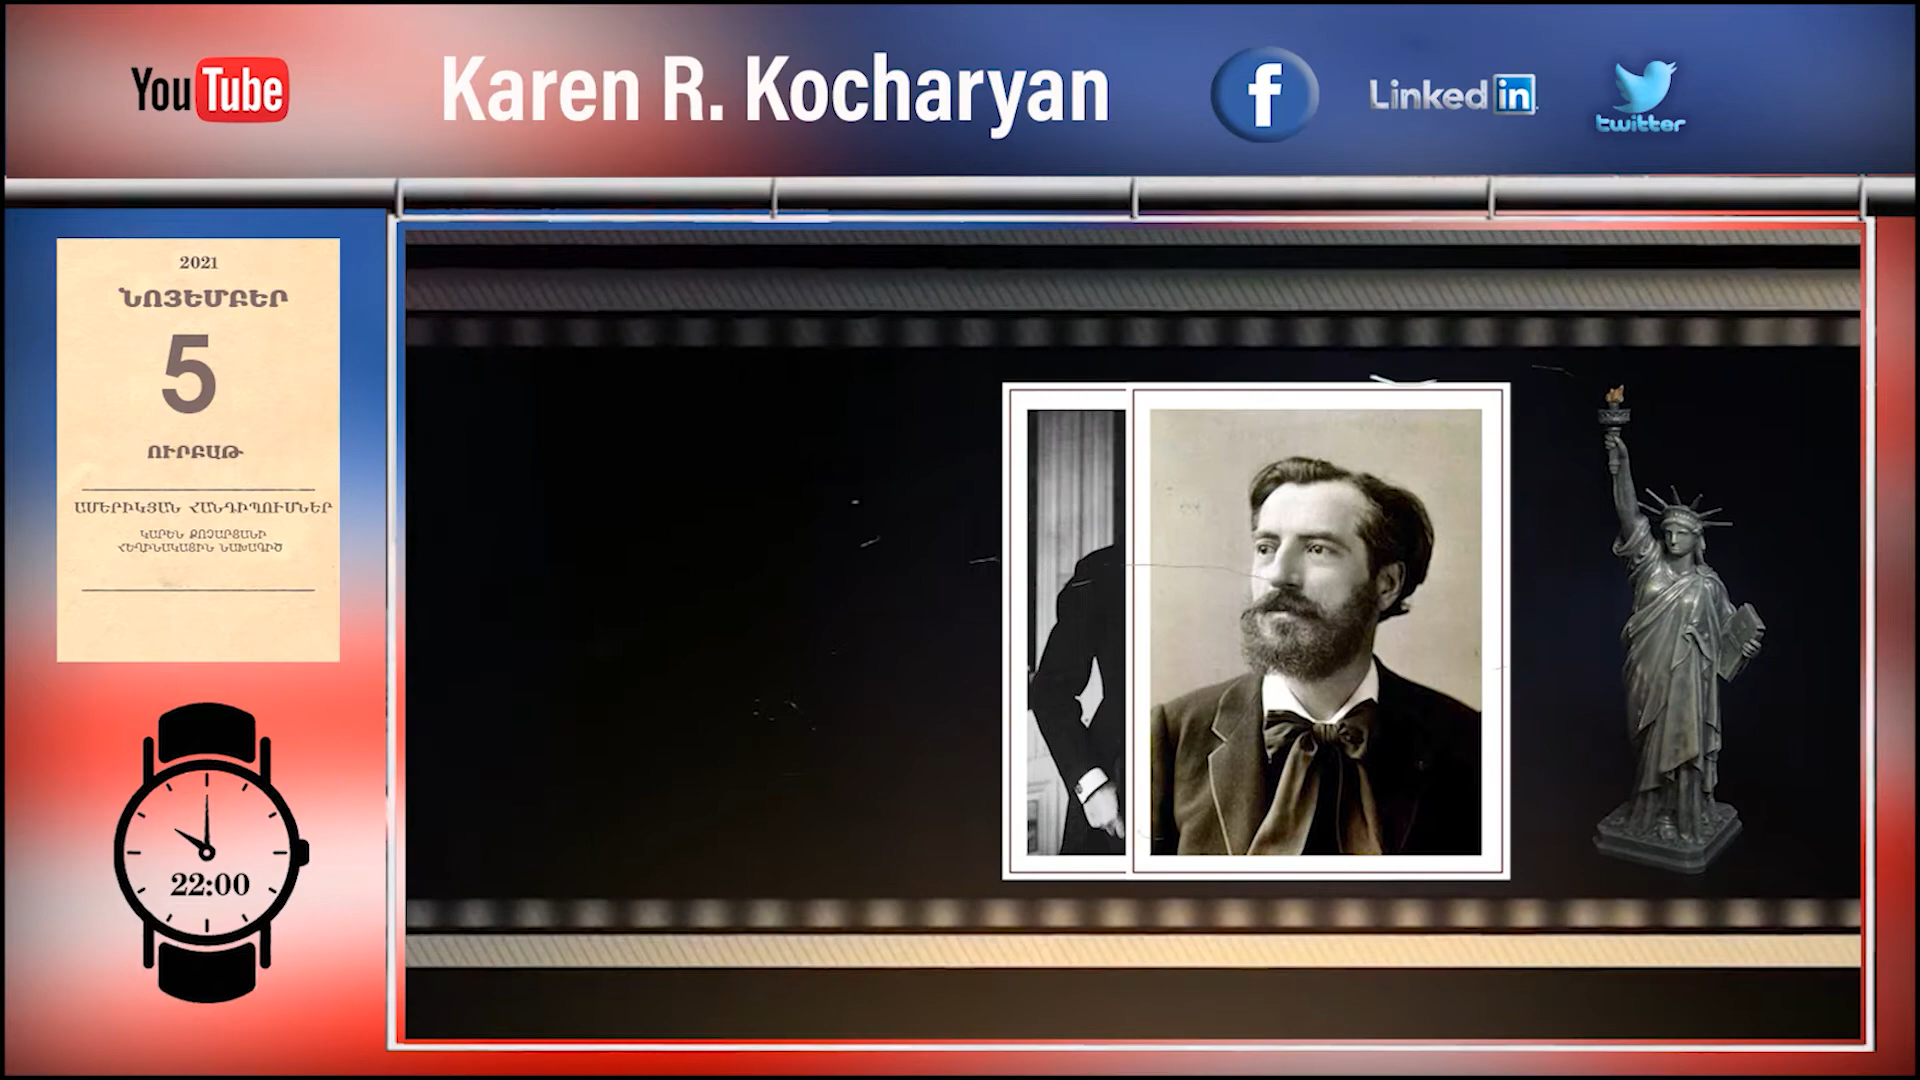 YouTube
Karen R. Kocharyan
f
Linked in
twitter
2021
ՆՈՅԵՄԲԵՐ
5
ՈՒՐԲԱԹ
ԱՄԵՐԻԿՅԱՆ ՀԱՆԴԻՊՈՒՄՆԵՐ
ԿԱՐԵՆ ՔՈՉԱՐՅԱՆԻ
ՀԵՂԻՆԱԿԱՅԻՆ ՆԱԽԱԳԻԾ
22:00